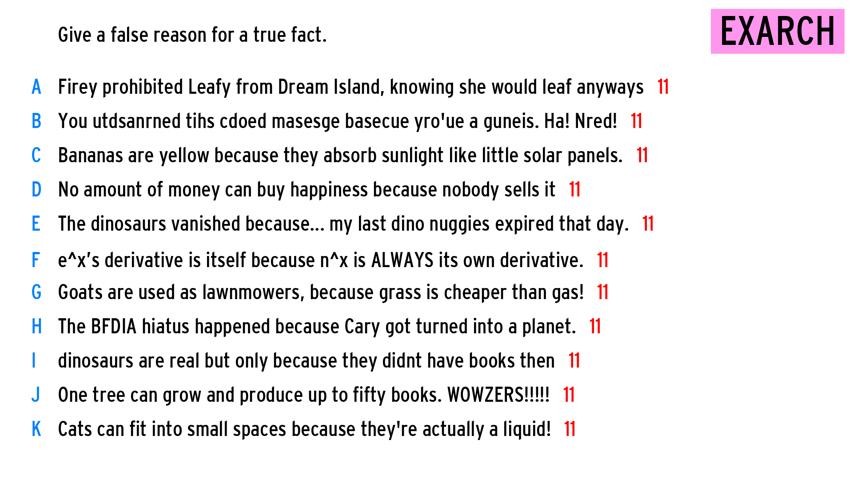 Give a false reason for a true fact.
EXARCH
A Firey prohibited Leafy from Dream Island, knowing she would leaf anyways 11
B You utdsanrned tihs cdoed masesge basecue yro'ue a guneis. Ha! Nred! 11
C Bananas are yellow because they absorb sunlight like little solar panels. 11
D No amount of money can buy happiness because nobody sells it 11
E The dinosaurs vanished because... my last dino nuggies expired that day. 11
F e^x's derivative is itself because n^x is ALWAYS its own derivative. 11
G Goats are used as lawnmowers, because grass is cheaper than gas! 11
H The BFDIA hiatus happened because Cary got turned into a planet. 11
I dinosaurs are real but only because they didnt have books then 11
J One tree can grow and produce up to fifty books. WOWZERS!!!!! 11
K Cats can fit into small spaces because they're actually a liquid! 11